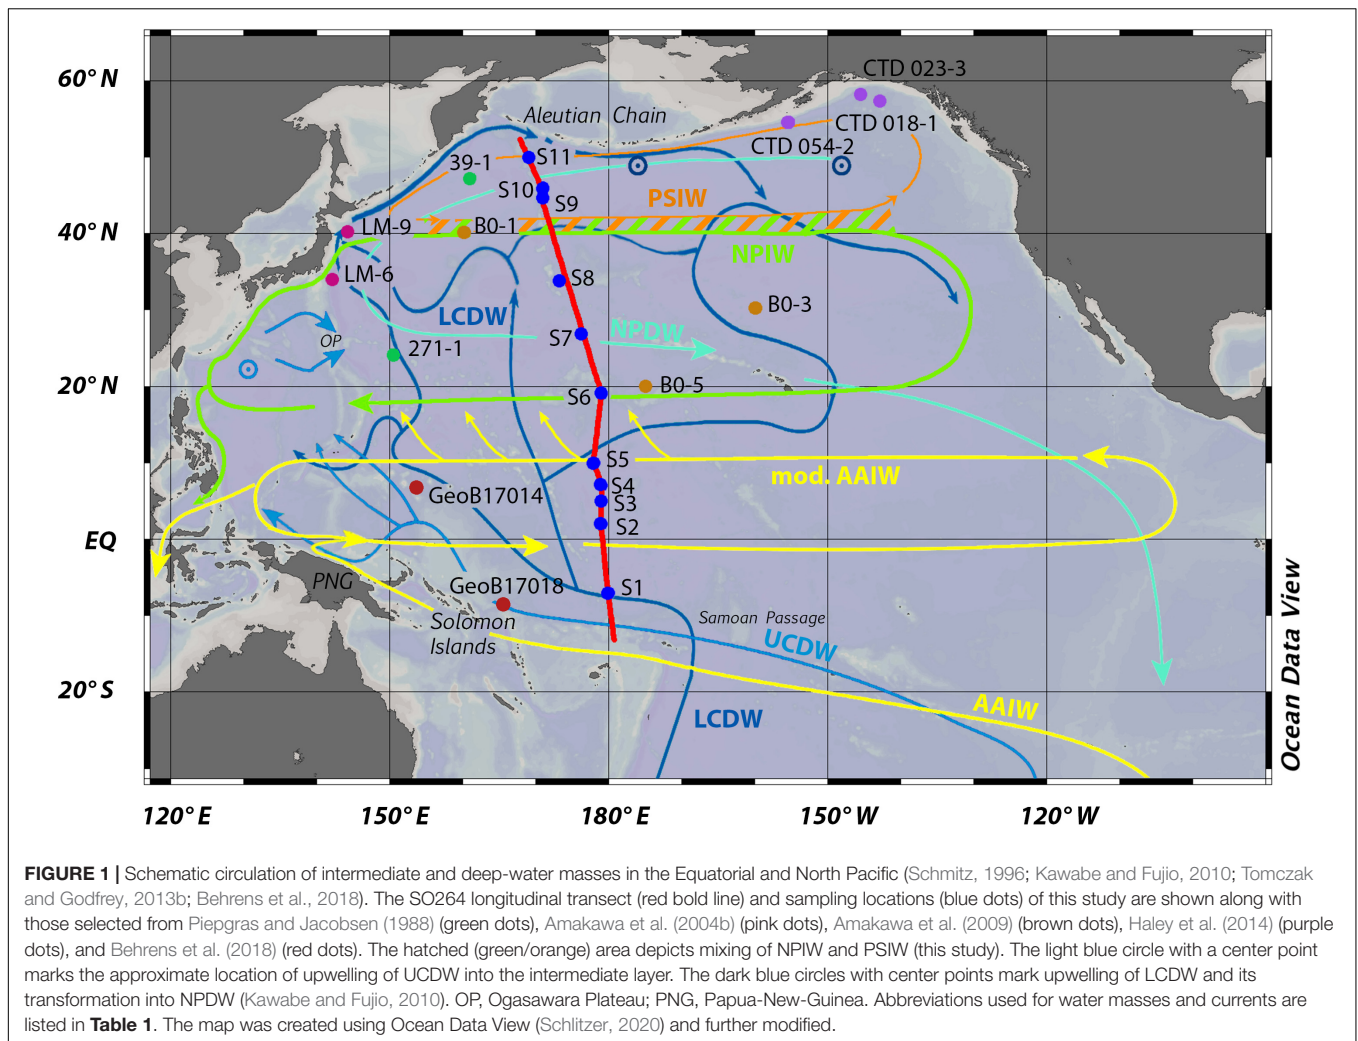 60° N
40° N
20° N
EQ
20° S
120° E
150° E
180° E
150° W
120° W
CTD 023-3
CTD 018-1
CTD 054-2
Aleutian Chain
39-1
S11
S10
S9
PSIW
LM-9
B0-1
NPIW
LM-6
S8
LCDW
B0-3
NPDW
OP
S7
271-1
B0-5
S6
S5
mod. AAIW
S4
GeoB17014
S3
S2
PNG
GeoB17018
S1
Solomon
Islands
Samoan Passage
UCDW
AAIW
LCDW
Ocean Data View
FIGURE 1 | Schematic circulation of intermediate and deep-water masses in the Equatorial and North Pacific (Schmitz, 1996; Kawabe and Fujio, 2010; Tomczak
and Godfrey, 2013b; Behrens et al., 2018). The SO264 longitudinal transect (red bold line) and sampling locations (blue dots) of this study are shown along with
those selected from Piepgras and Jacobsen (1988) (green dots), Amakawa et al. (2004b) (pink dots), Amakawa et al. (2009) (brown dots), Haley et al. (2014) (purple
dots), and Behrens et al. (2018) (red dots). The hatched (green/orange) area depicts mixing of NPIW and PSIW (this study). The light blue circle with a center point
marks the approximate location of upwelling of UCDW into the intermediate layer. The dark blue circles with center points mark upwelling of LCDW and its
transformation into NPDW (Kawabe and Fujio, 2010). OP, Ogasawara Plateau; PNG, Papua-New-Guinea. Abbreviations used for water masses and currents are
listed in Table 1. The map was created using Ocean Data View (Schlitzer, 2020) and further modified.